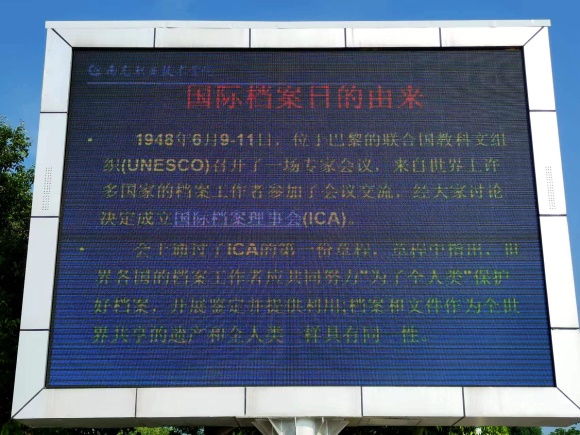 职业技术学院
国际档案日的由来
• 1948年6月9-11日，位于巴黎的联合国教科文组
织(UNESCO)召开了一场专家会议，来自世界上许
多国家的档案工作者参加了会议交流，经大家讨论
决定成立国际档案理事会(ICA)。
• 会上通过了ICA的第一份章程，章程中指出，世
界各国的档案工作者应共同努力"为了全人类"保护
好档案，开展鉴定并提供利用,档案和文件作为全世
界共享的遗产和全人类一样具有同一性。